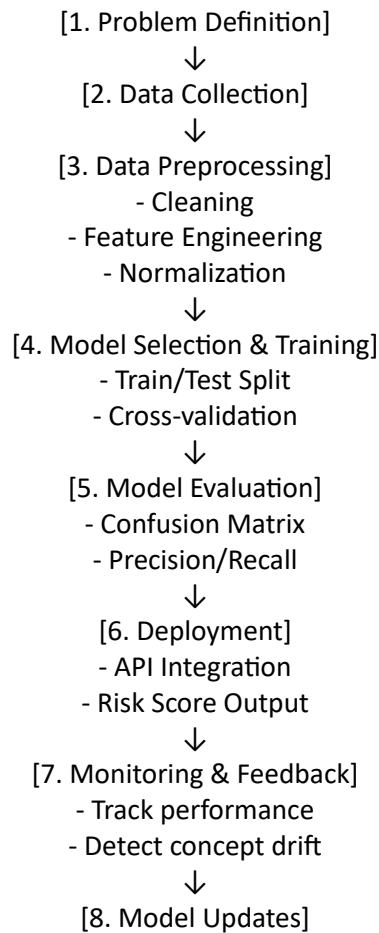 [1. Problem Definition]
↓
[2. Data Collection]
↓
[3. Data Preprocessing]
- Cleaning
- Feature Engineering
- Normalization
↓
[4. Model Selection & Training]
- Train/Test Split
- Cross-validation
↓
[5. Model Evaluation]
- Confusion Matrix
- Precision/Recall
↓
[6. Deployment]
- API Integration
- Risk Score Output
↓
[7. Monitoring & Feedback]
- Track performance
- Detect concept drift
↓
[8. Model Updates]